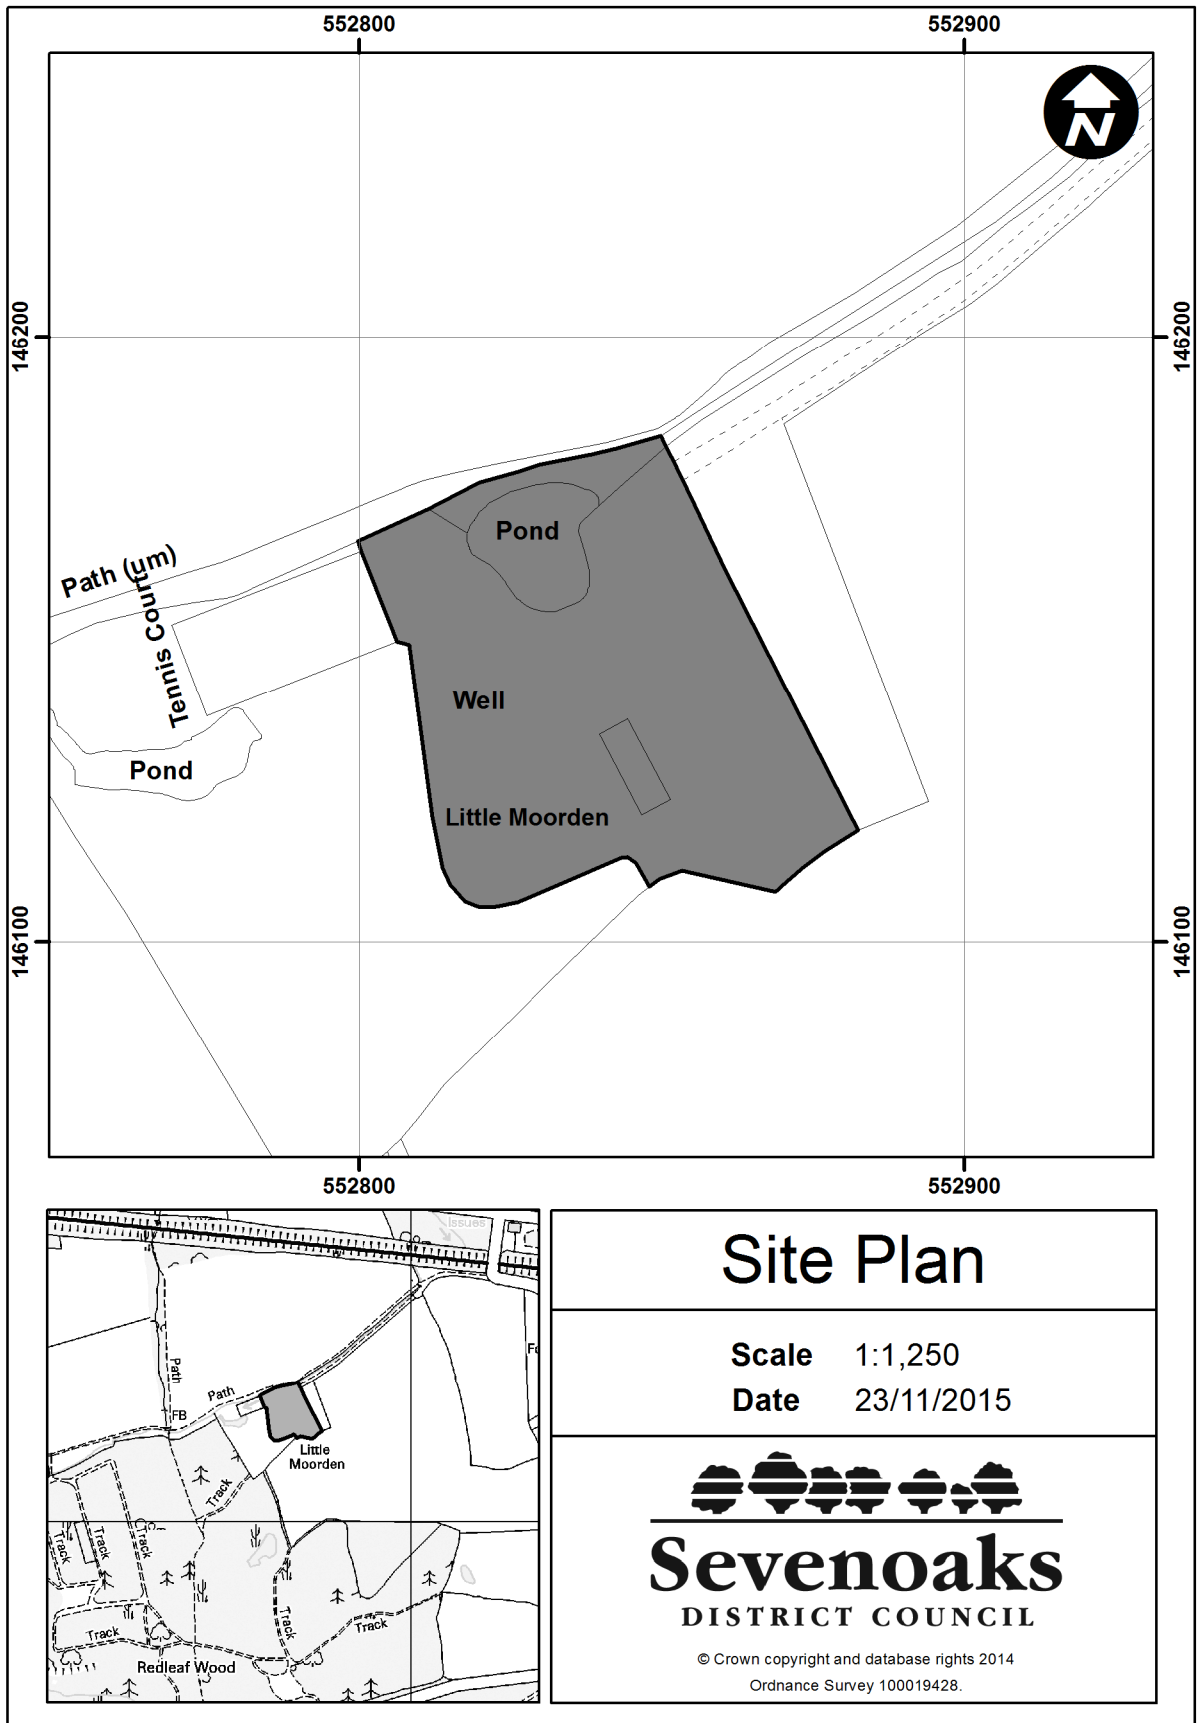 552800
552900
N
146200
146200
Pond
Path (um)
Tennis Court
Well
Pond
Little Moorden
146100
146100
552800
552900
Issues
Path
Path
FB
Little
Moorden
Track
Track
Track
Track
Track
Track
Track
Redleaf Wood
Site Plan
Scale 1:1,250
Date 23/11/2015
Sevenoaks
DISTRICT COUNCIL
© Crown copyright and database rights 2014
Ordnance Survey 100019428.